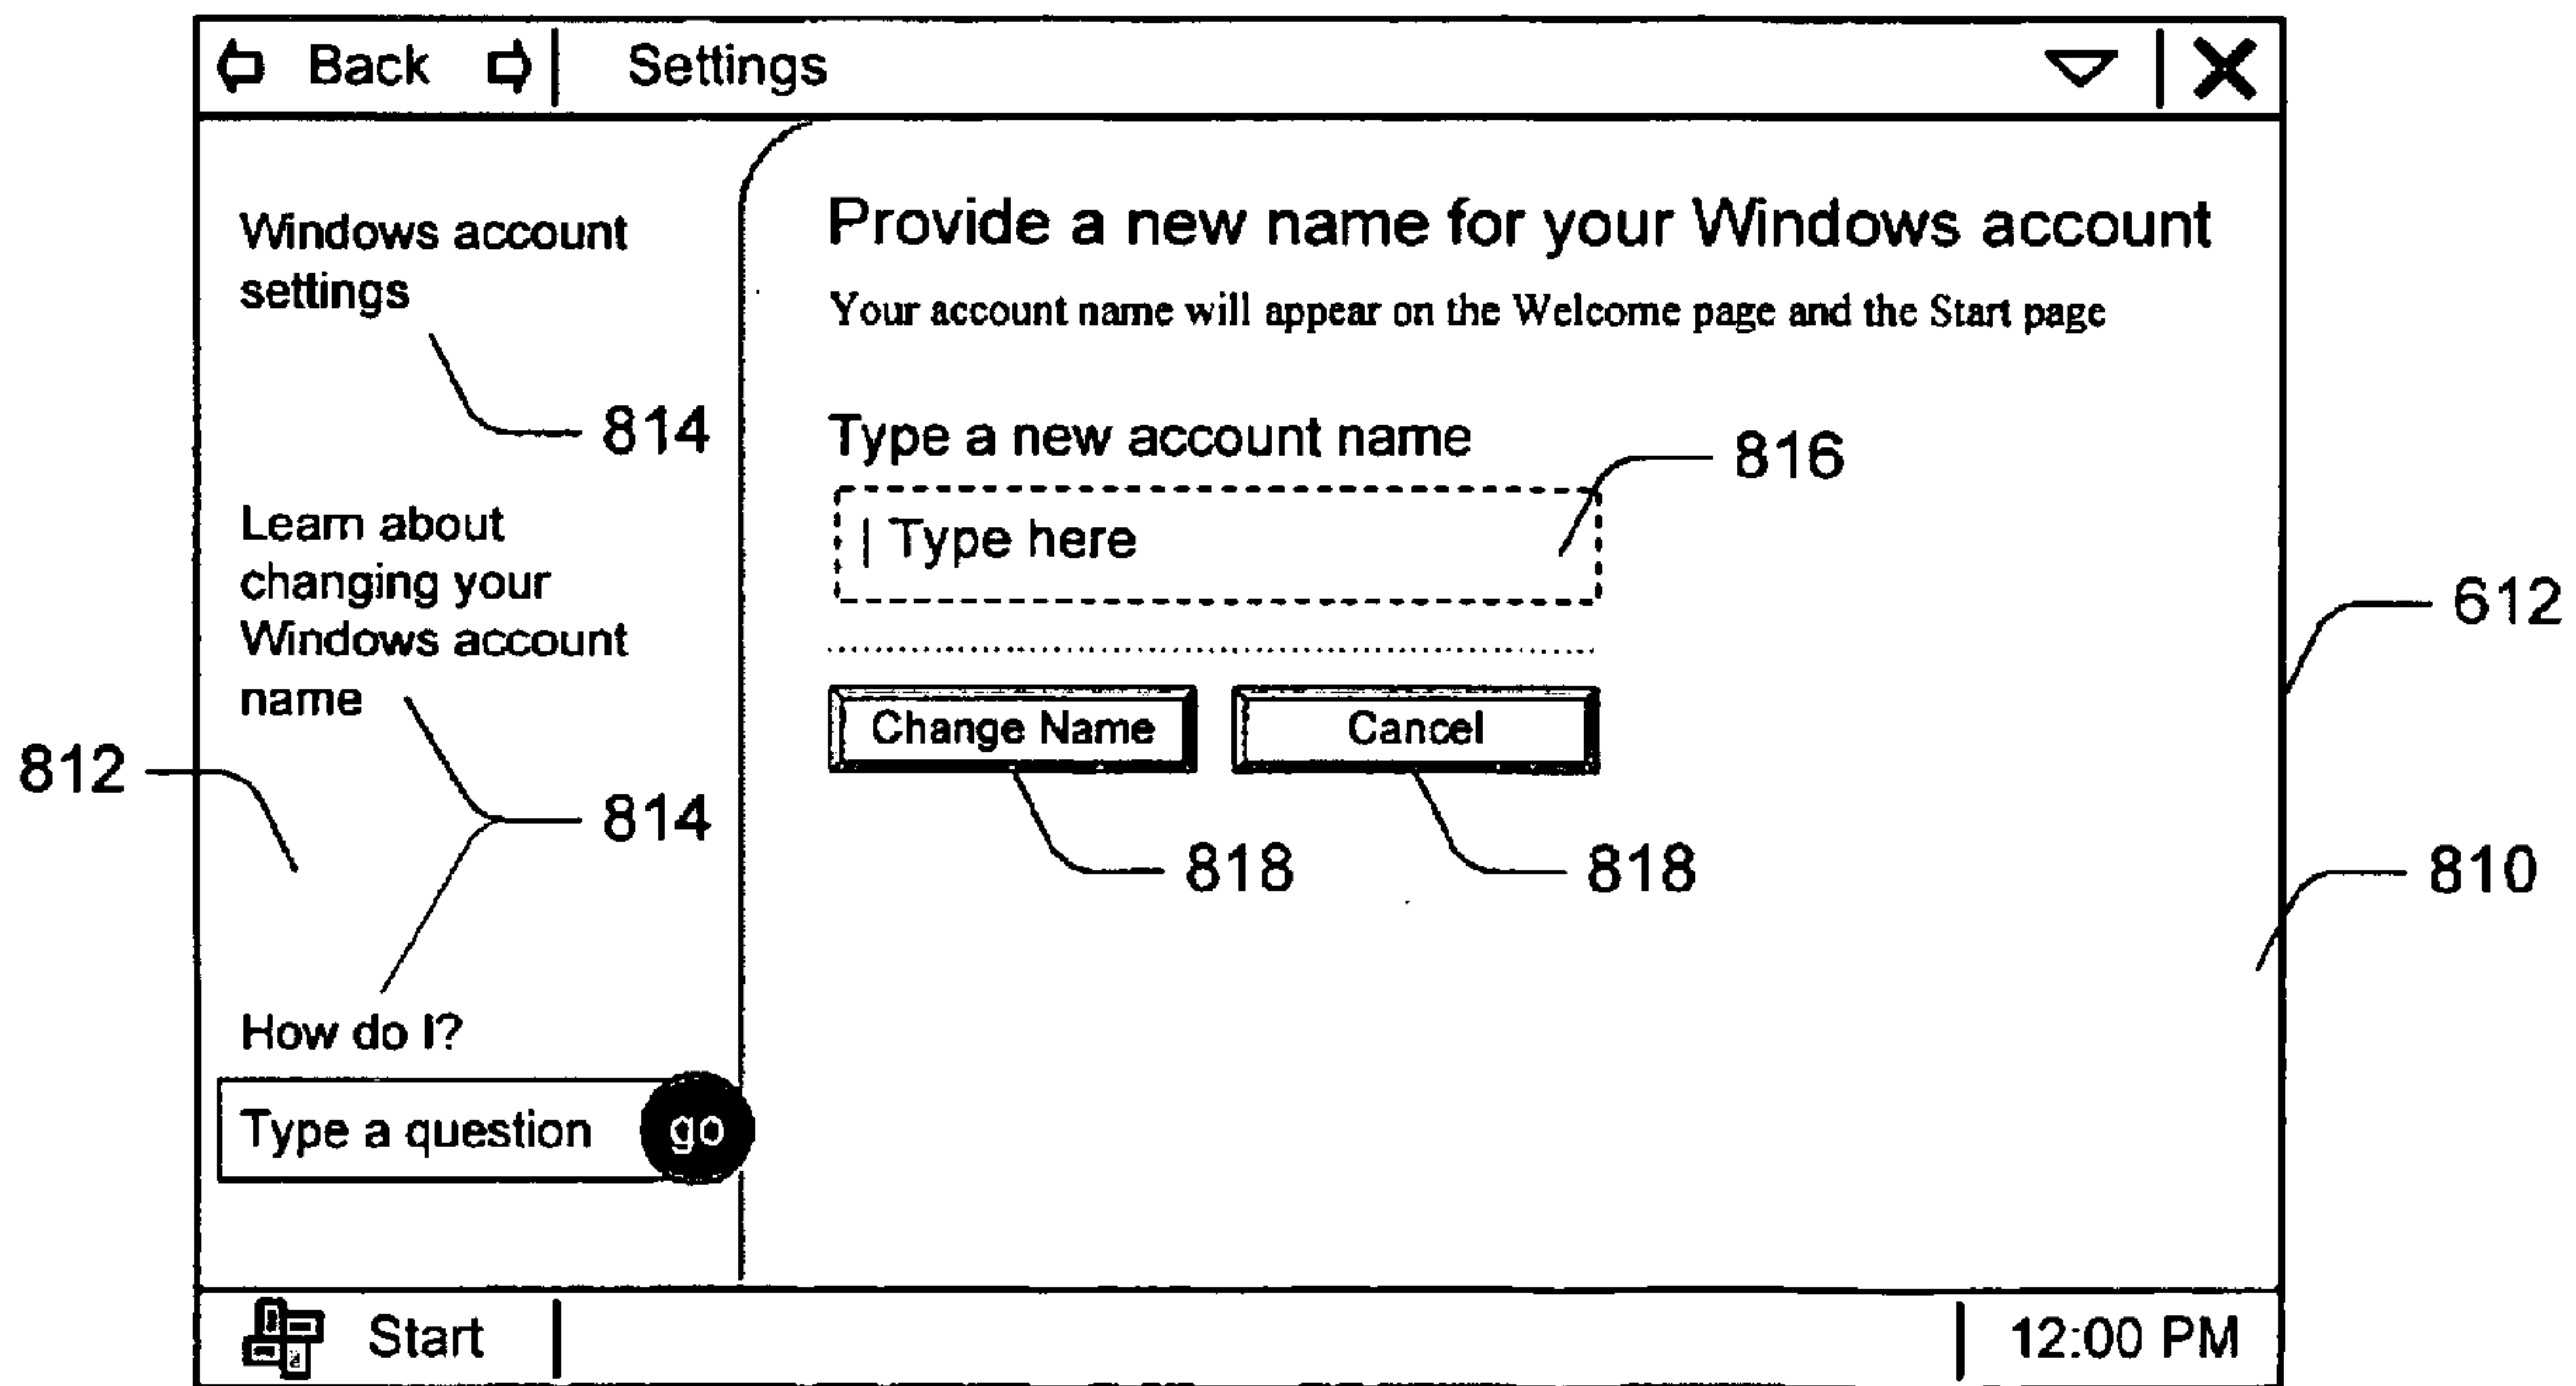 Back
Settings
Windows account
settings
814
Learn about
changing your
Windows account
name
812
814
How do I?
Type a question
go
Provide a new name for your Windows account
Your account name will appear on the Welcome page and the Start page
Type a new account name
816
Type here
612
Change Name
Cancel
818
818
810
Start
12:00 PM